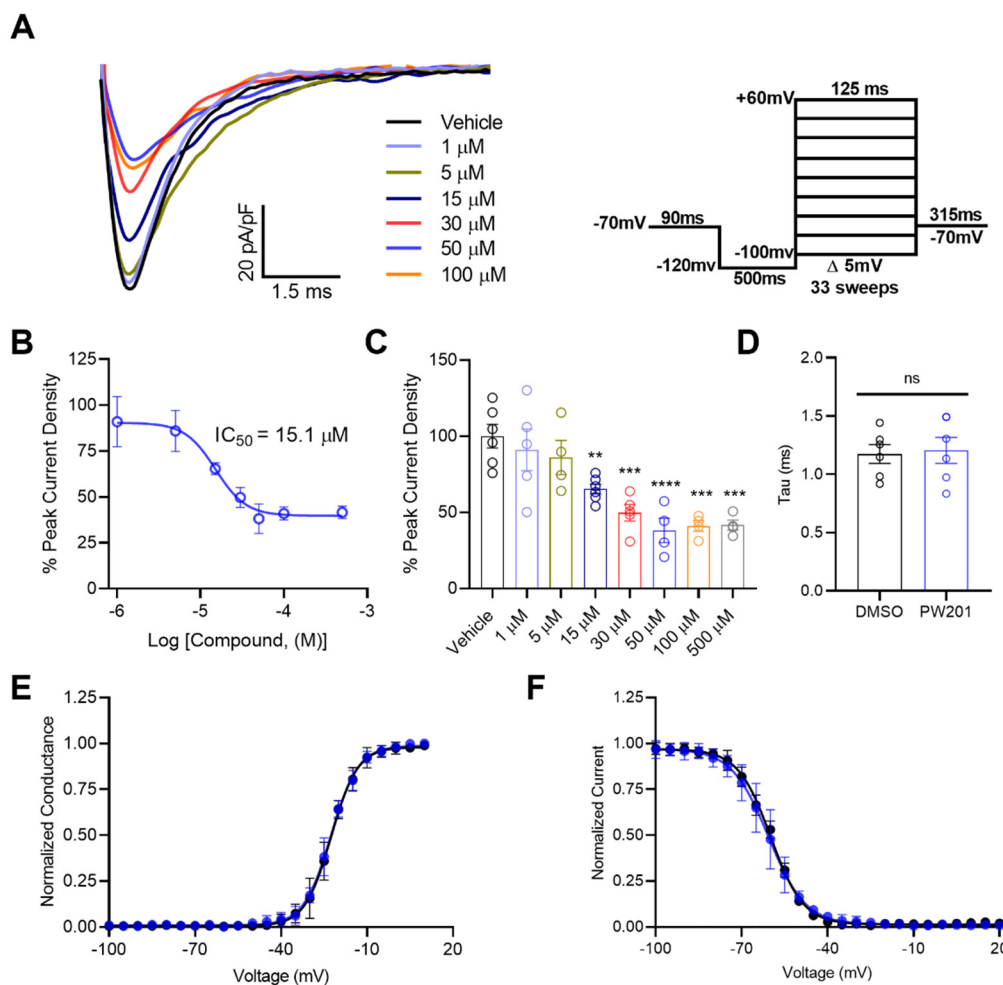 A
Vehicle
1 µM
5 µM
15 µM
30 µM
50 µM
100 µM
20 pA/pF
1.5 ms
+60mV
125 ms
-70mV
90ms
-120mv
500ms
-100mv
Δ 5mV
33 sweeps
315ms
-70mV
B
% Peak Current Density
125
100
75
50
25
0
IC50 = 15.1 µM
-6
-5
-4
-3
Log [Compound, (M)]
C
% Peak Current Density
150
100
50
0
**
***
****
***
***
Vehicle
1 µM
5 µM
15 µM
30 µM
50 µM
100 µM
500 µM
D
Tau (ms)
2.0
1.5
1.0
0.5
0.0
ns
DMSO
PW201
E
Normalized Conductance
1.25
1.00
0.75
0.50
0.25
0.00
-100
-70
-40
-10
20
Voltage (mV)
F
Normalized Current
1.25
1.00
0.75
0.50
0.25
0.00
-100
-70
-40
-10
20
Voltage (mV)